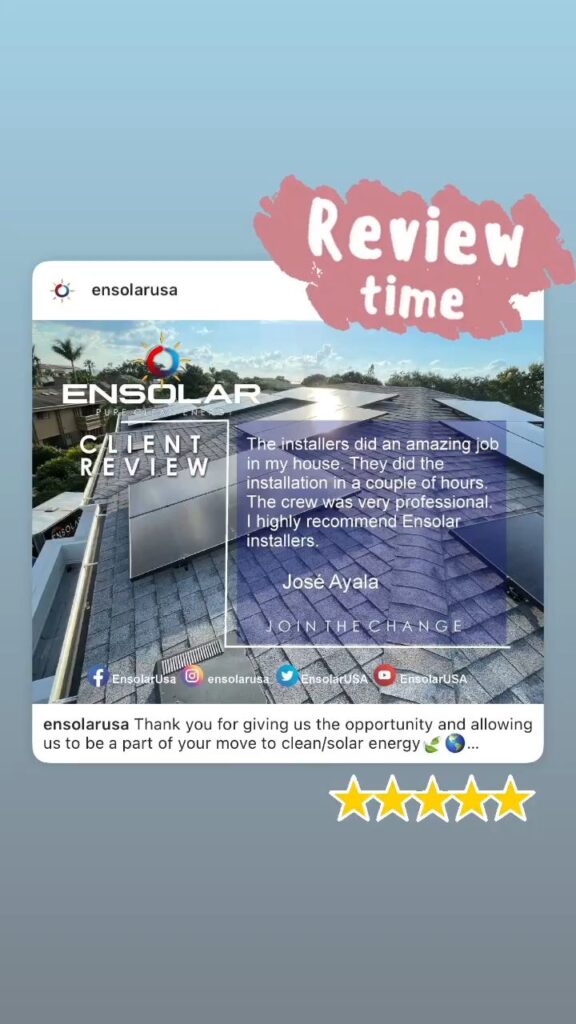 Review
time
ensolarusa
ENSOLAR
PURE CLEAN ENERGY
CLIENT
REVIEW
The installers did an amazing job
in my house. They did the
installation in a couple of hours.
The crew was very professional.
I highly recommend Ensolar
installers.
José Ayala
JOIN THE CHANGE
ENSOLAR
EnsolarUsa
ensolarusa
EnsolarUSA
EnsolarUSA
ensolarusa Thank you for giving us the opportunity and allowing
us to be a part of your move to clean/solar energy🍃 🌎...